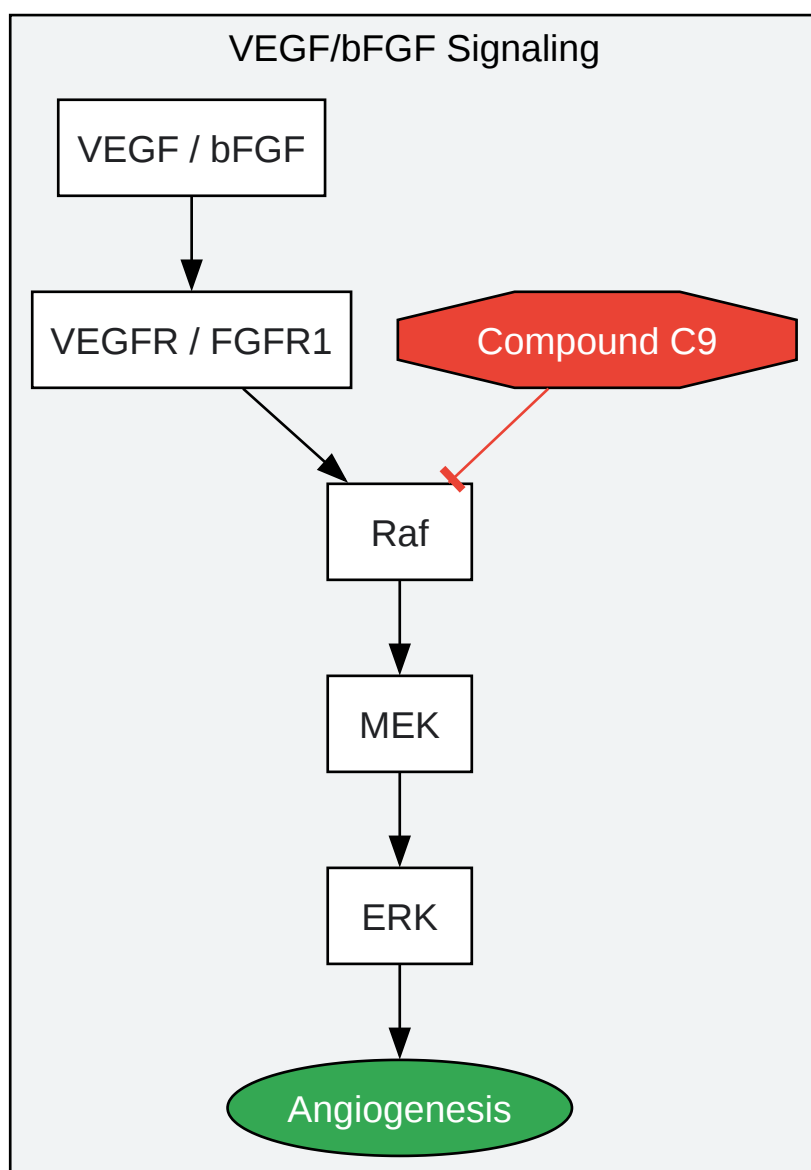 VEGF/bFGF Signaling
VEGF / bFGF
VEGFR / FGFR1
Compound C9
Raf
MEK
ERK
Angiogenesis